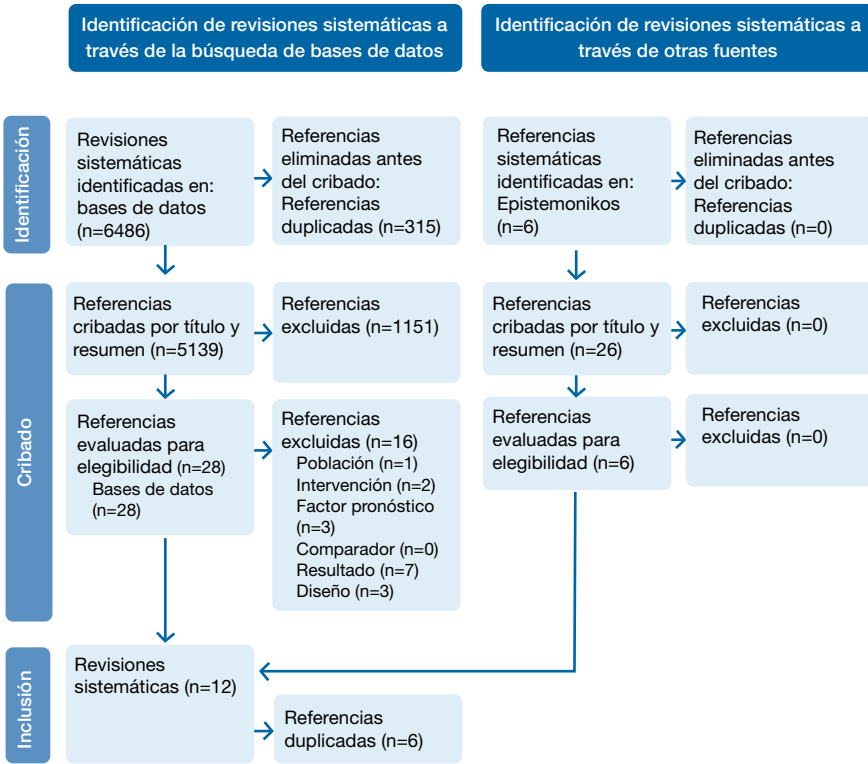 Identificación de revisiones sistemáticas a
través de la búsqueda de bases de datos
Identificación de revisiones sistemáticas a
través de otras fuentes
Identificación
Revisiones
sistemáticas
identificadas en:
bases de datos
(n=6486)
Referencias
eliminadas antes
del cribado:
Referencias
duplicadas (n=315)
Referencias
sistemáticas
identificadas en:
Epistemonikos
(n=6)
Referencias
eliminadas antes
del cribado:
Referencias
duplicadas (n=0)
Cribado
Referencias
cribadas por título y
resumen (n=5139)
Referencias
excluidas (n=1151)
Referencias
cribadas por título y
resumen (n=26)
Referencias
excluidas (n=0)
Referencias
evaluadas para
elegibilidad (n=28)
Bases de datos
(n=28)
Referencias
excluidas (n=16)
Población (n=1)
Intervención (n=2)
Factor pronóstico
(n=3)
Comparador (n=0)
Resultado (n=7)
Diseño (n=3)
Referencias
evaluadas para
elegibilidad (n=6)
Referencias
excluidas (n=0)
Inclusión
Revisiones
sistemáticas (n=12)
Referencias
duplicadas (n=6)